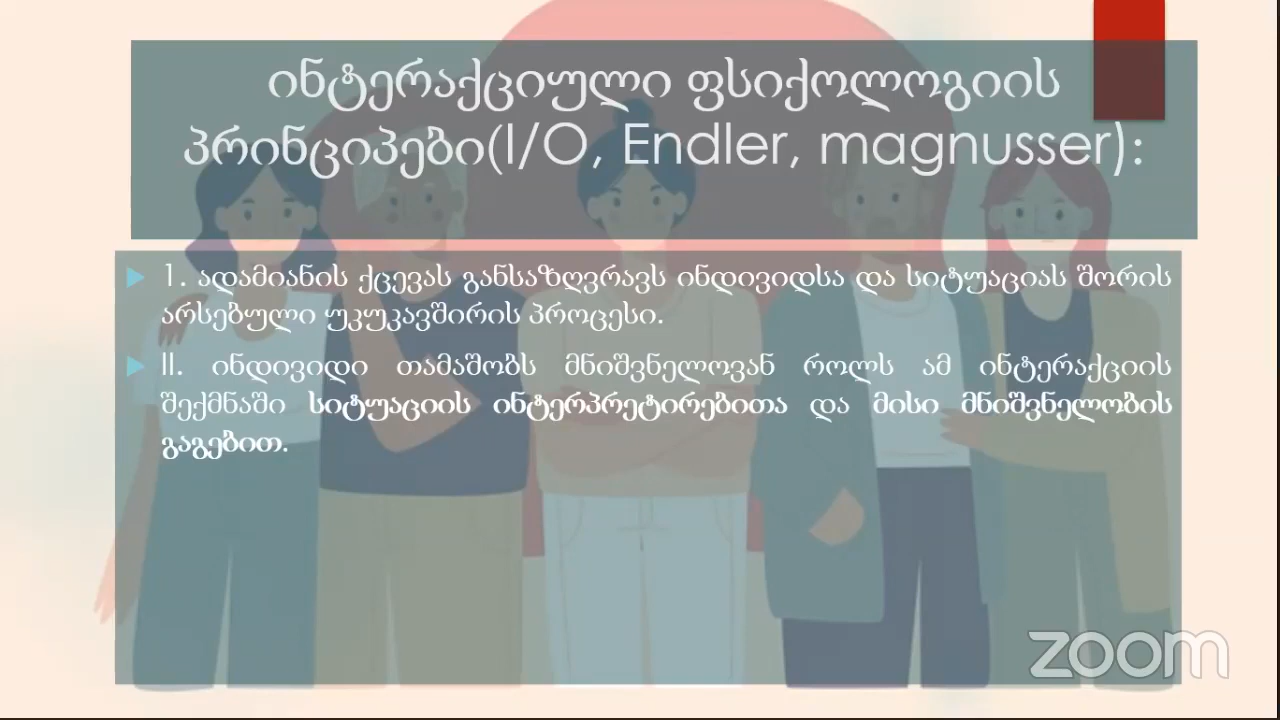 ინტერაქციული ფსიქოლოგიის
პრინციპები(I/O, Endler, magnusser):
1. ადამიანის ქცევას განსაზღვრავს ინდივიდსა და სიტუაციას შორის
არსებული უკუკავშირის პროცესი.
II. ინდივიდი თამაშობს მნიშვნელოვან როლს ამ ინტერაქციის
შექმნაში სიტუაციის ინტერპრეტირებითა და მისი მნიშვნელობის
გაგებით.
zoom